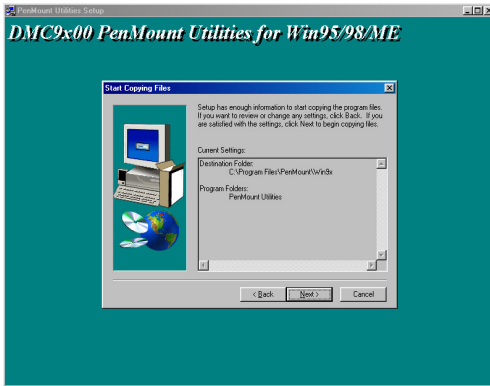 PenMount Utilities Setup
DMC9x00 PenMount Utilities for Win95/98/ME
Start Copying Files
Setup has enough information to start copying the program files.
If you want to review or change any settings, click Back. If you
are satisfied with the settings, click Next to begin copying files.
Current Settings:
Destination Folder:
C:\Program Files\PenMount\Win9x
Program Folders:
PenMount Utilities
< Back
Next >
Cancel